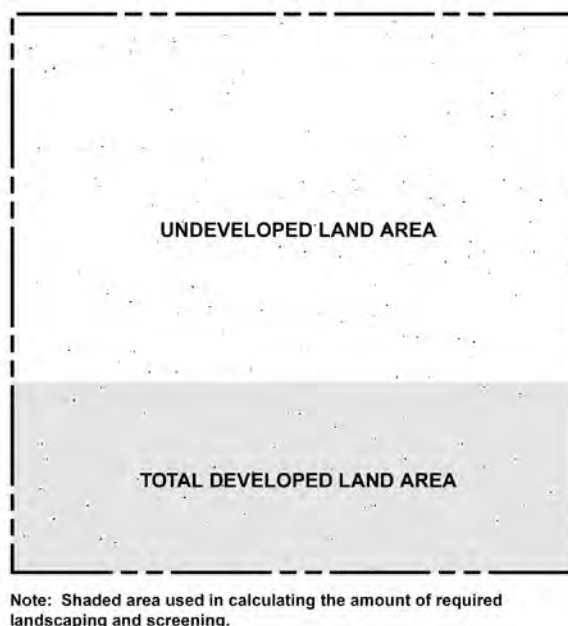 UNDEVELOPED LAND AREA
TOTAL DEVELOPED LAND AREA
Note: Shaded area used in calculating the amount of required
landscaping and screening.